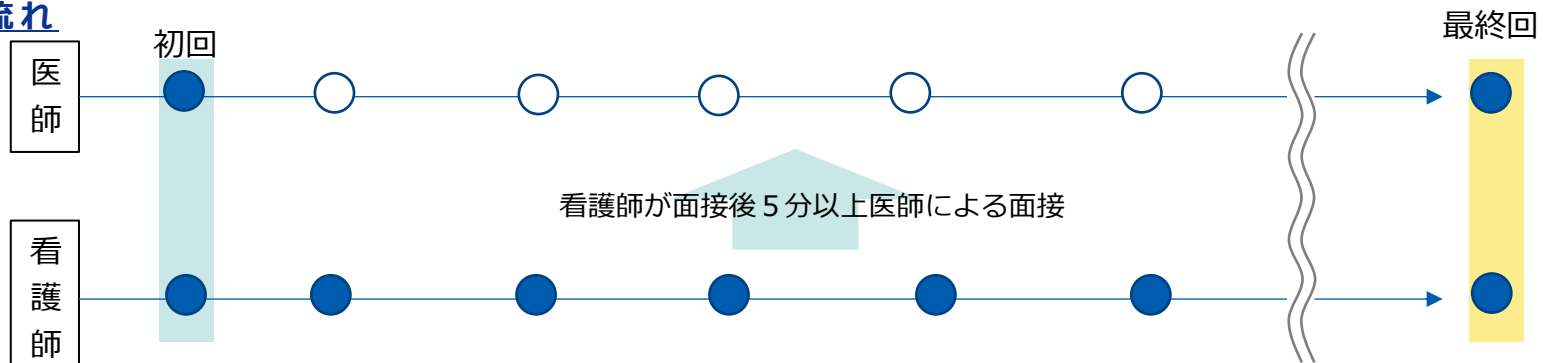 流れ
初回
最終回
医師
看護師が面接後５分以上医師による面接
看護師